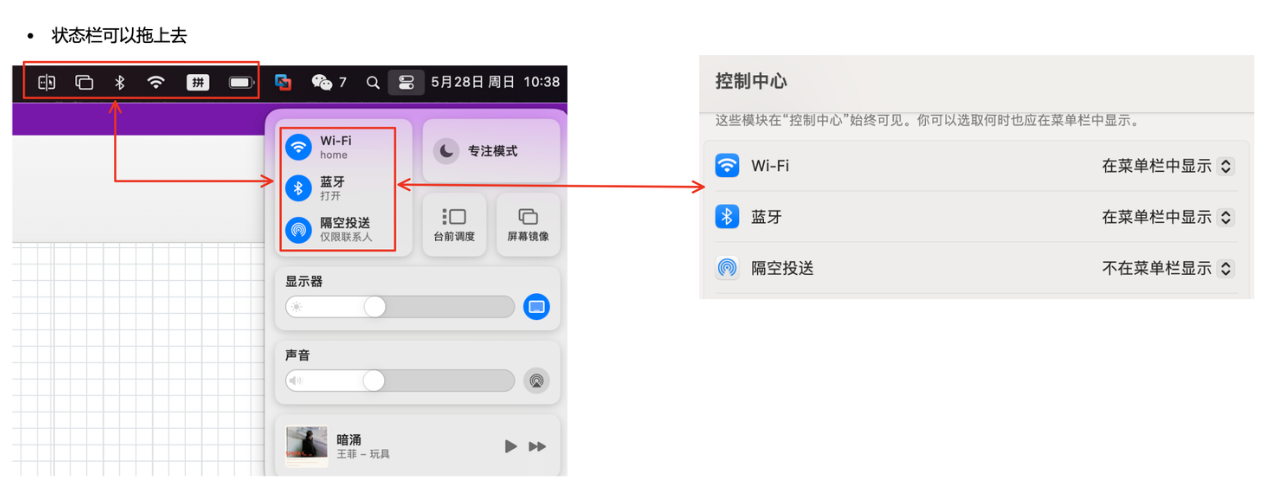 • 状态栏可以拖上去
拼 7 5月28日 周日 10:38
Wi-Fi
home
蓝牙
打开
隔空投送
仅限联系人
专注模式
台前调度
屏幕镜像
显示器
声音
暗涌
王菲 – 玩具
控制中心
这些模块在“控制中心”始终可见。你可以选取何时也应在菜单栏中显示。
Wi-Fi 在菜单栏中显示
蓝牙 在菜单栏中显示
隔空投送 不在菜单栏显示